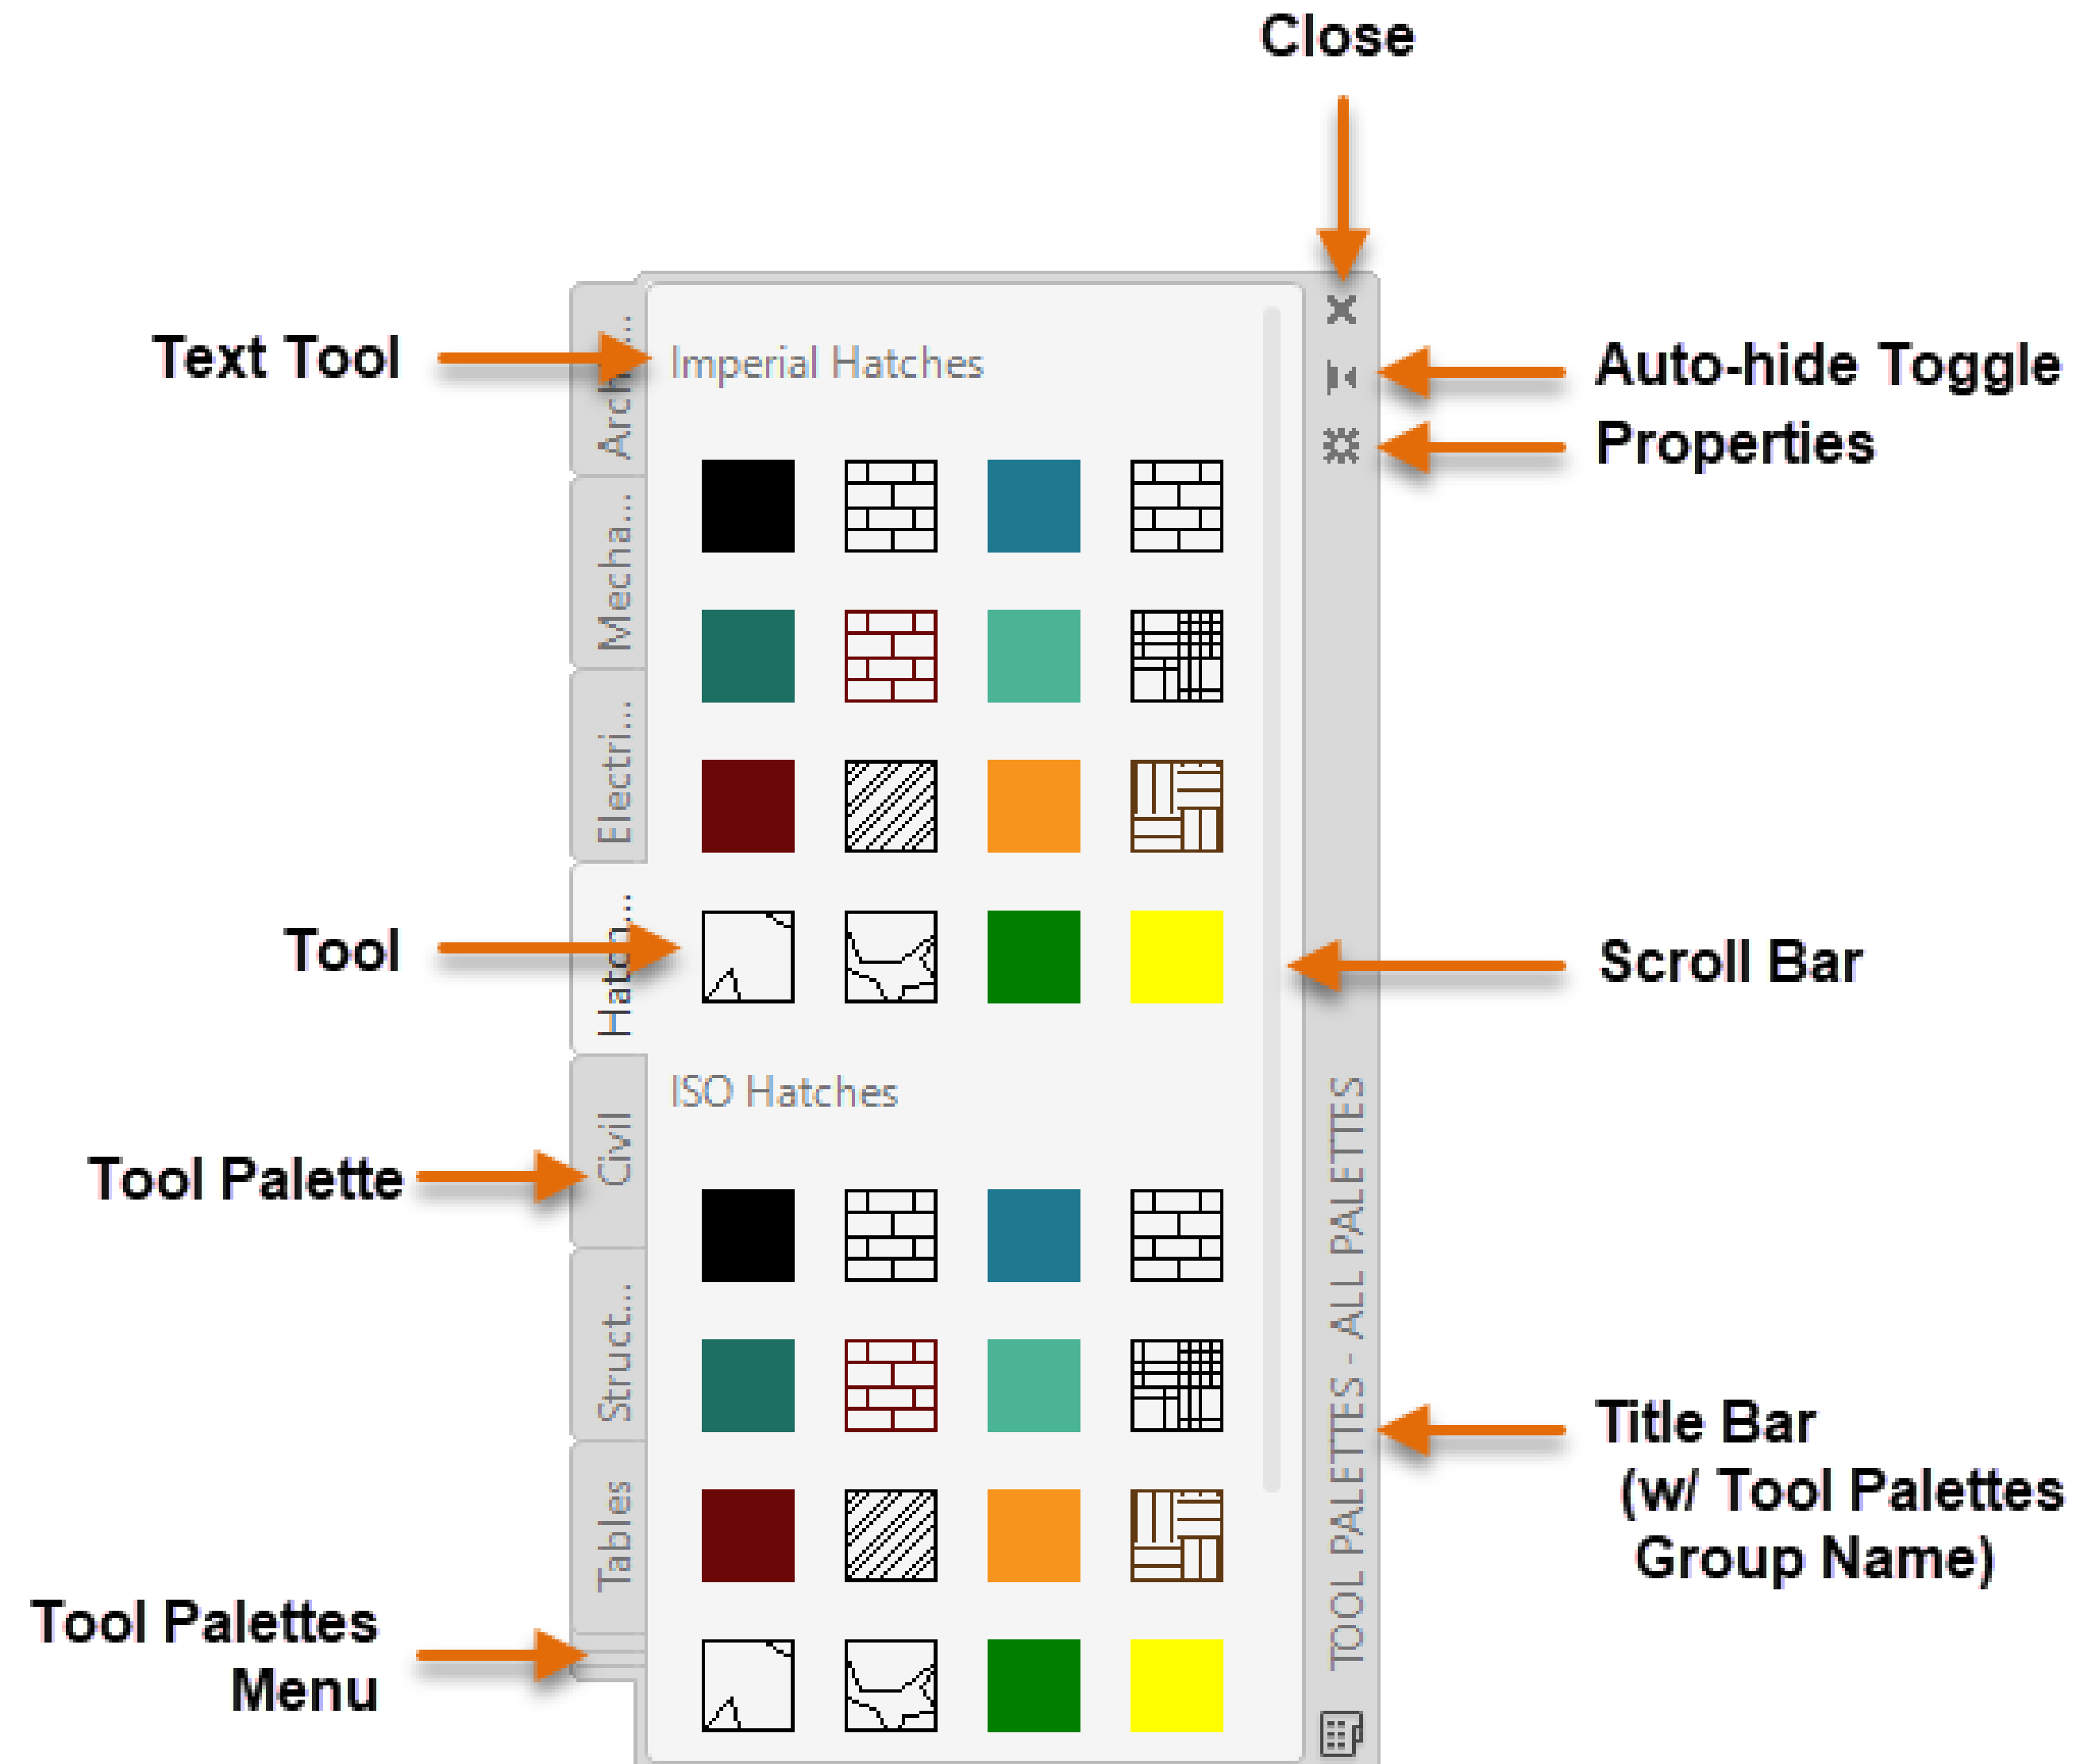 Close
Text Tool
Arch...
Imperial Hatches
Auto-hide Toggle
Properties
Mecha...
Electri...
Tool
Hatch...
Scroll Bar
ISO Hatches
Tool Palette
Civil
Struct...
Tables
TOOL PALETTES - ALL PALETTES
Title Bar
(w/ Tool Palettes
Group Name)
Tool Palettes
Menu